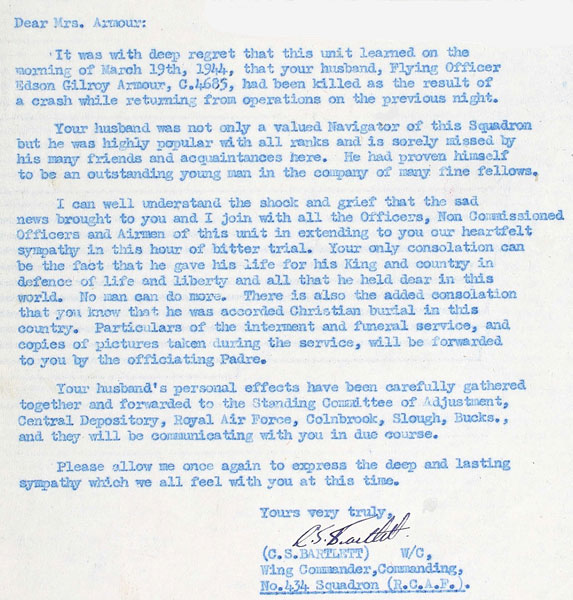 Dear Mrs. Armour:
It was with deep regret that this unit learned on the
morning of March 19th, 1944, that your husband, Flying Officer
Edson Gilroy Armour, C.4685, had been killed as the result of
a crash while returning from operations on the previous night.
Your husband was not only a valued Navigator of this Squadron
but he was highly popular with all ranks and is sorely missed by
his many friends and acquaintances here. He had proven himself
to be an outstanding young man in the company of many fine fellows.
I can well understand the shock and grief that the sad
news brought to you and I join with all the Officers, Non Commissioned
Officers and Airmen of this unit in extending to you our heartfelt
sympathy in this hour of bitter trial. Your only consolation can
be the fact that he gave his life for his King and country in
defence of life and liberty and all that he held dear in this
world. No man can do more. There is also the added consolation
that you know that he was accorded Christian burial in this
country. Particulars of the interment and funeral service, and
copies of pictures taken during the service, will be forwarded
to you by the officiating Padre.
Your husband's personal effects have been carefully gathered
together and forwarded to the Standing Committee of Adjustment,
Central Depository, Royal Air Force, Colnbrook, Slough, Bucks.,
and they will be communicating with you in due course.
Please allow me once again to express the deep and lasting
sympathy which we all feel with you at this time.
Yours very truly,
C.S. Bartlett
(C.S.BARTLETT) W/C,
Wing Commander,Commanding,
No.434 Squadron (R.C.A.F.).